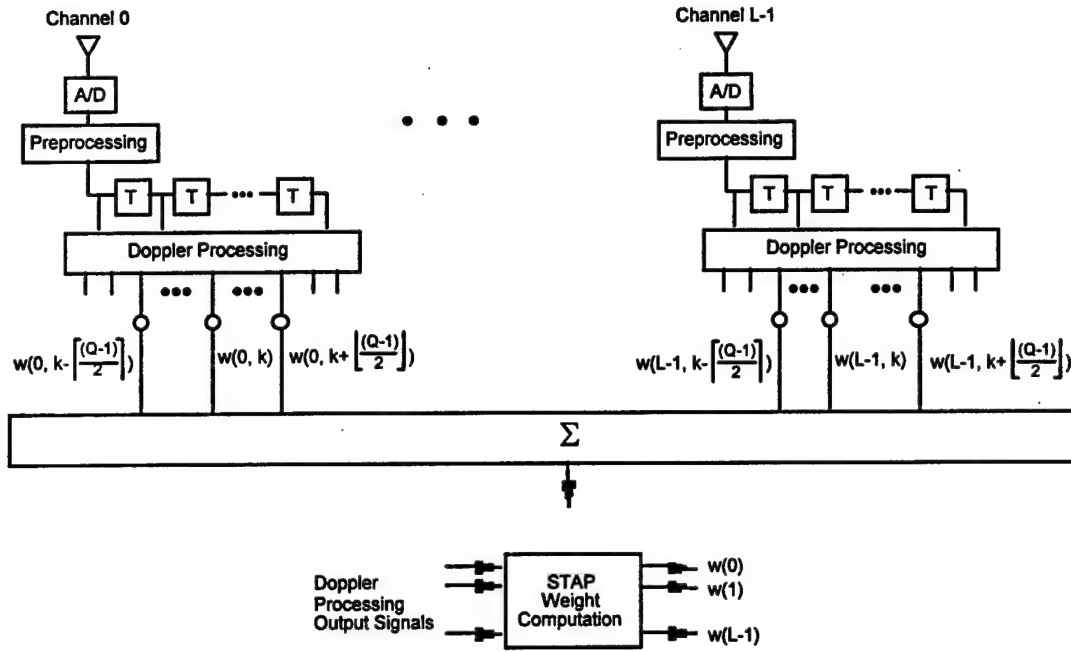 Channel 0
Channel L-1
A/D
A/D
Preprocessing
Preprocessing
T T ••• T
T T ••• T
Doppler Processing
Doppler Processing
w(0, k-⌈(Q-1)/2⌉) w(0, k) w(0, k+⌊(Q-1)/2⌋)
w(L-1, k-⌈(Q-1)/2⌉) w(L-1, k) w(L-1, k+⌊(Q-1)/2⌋)
Σ
Doppler
Processing
Output Signals
STAP
Weight
Computation
w(0)
w(1)
w(L-1)